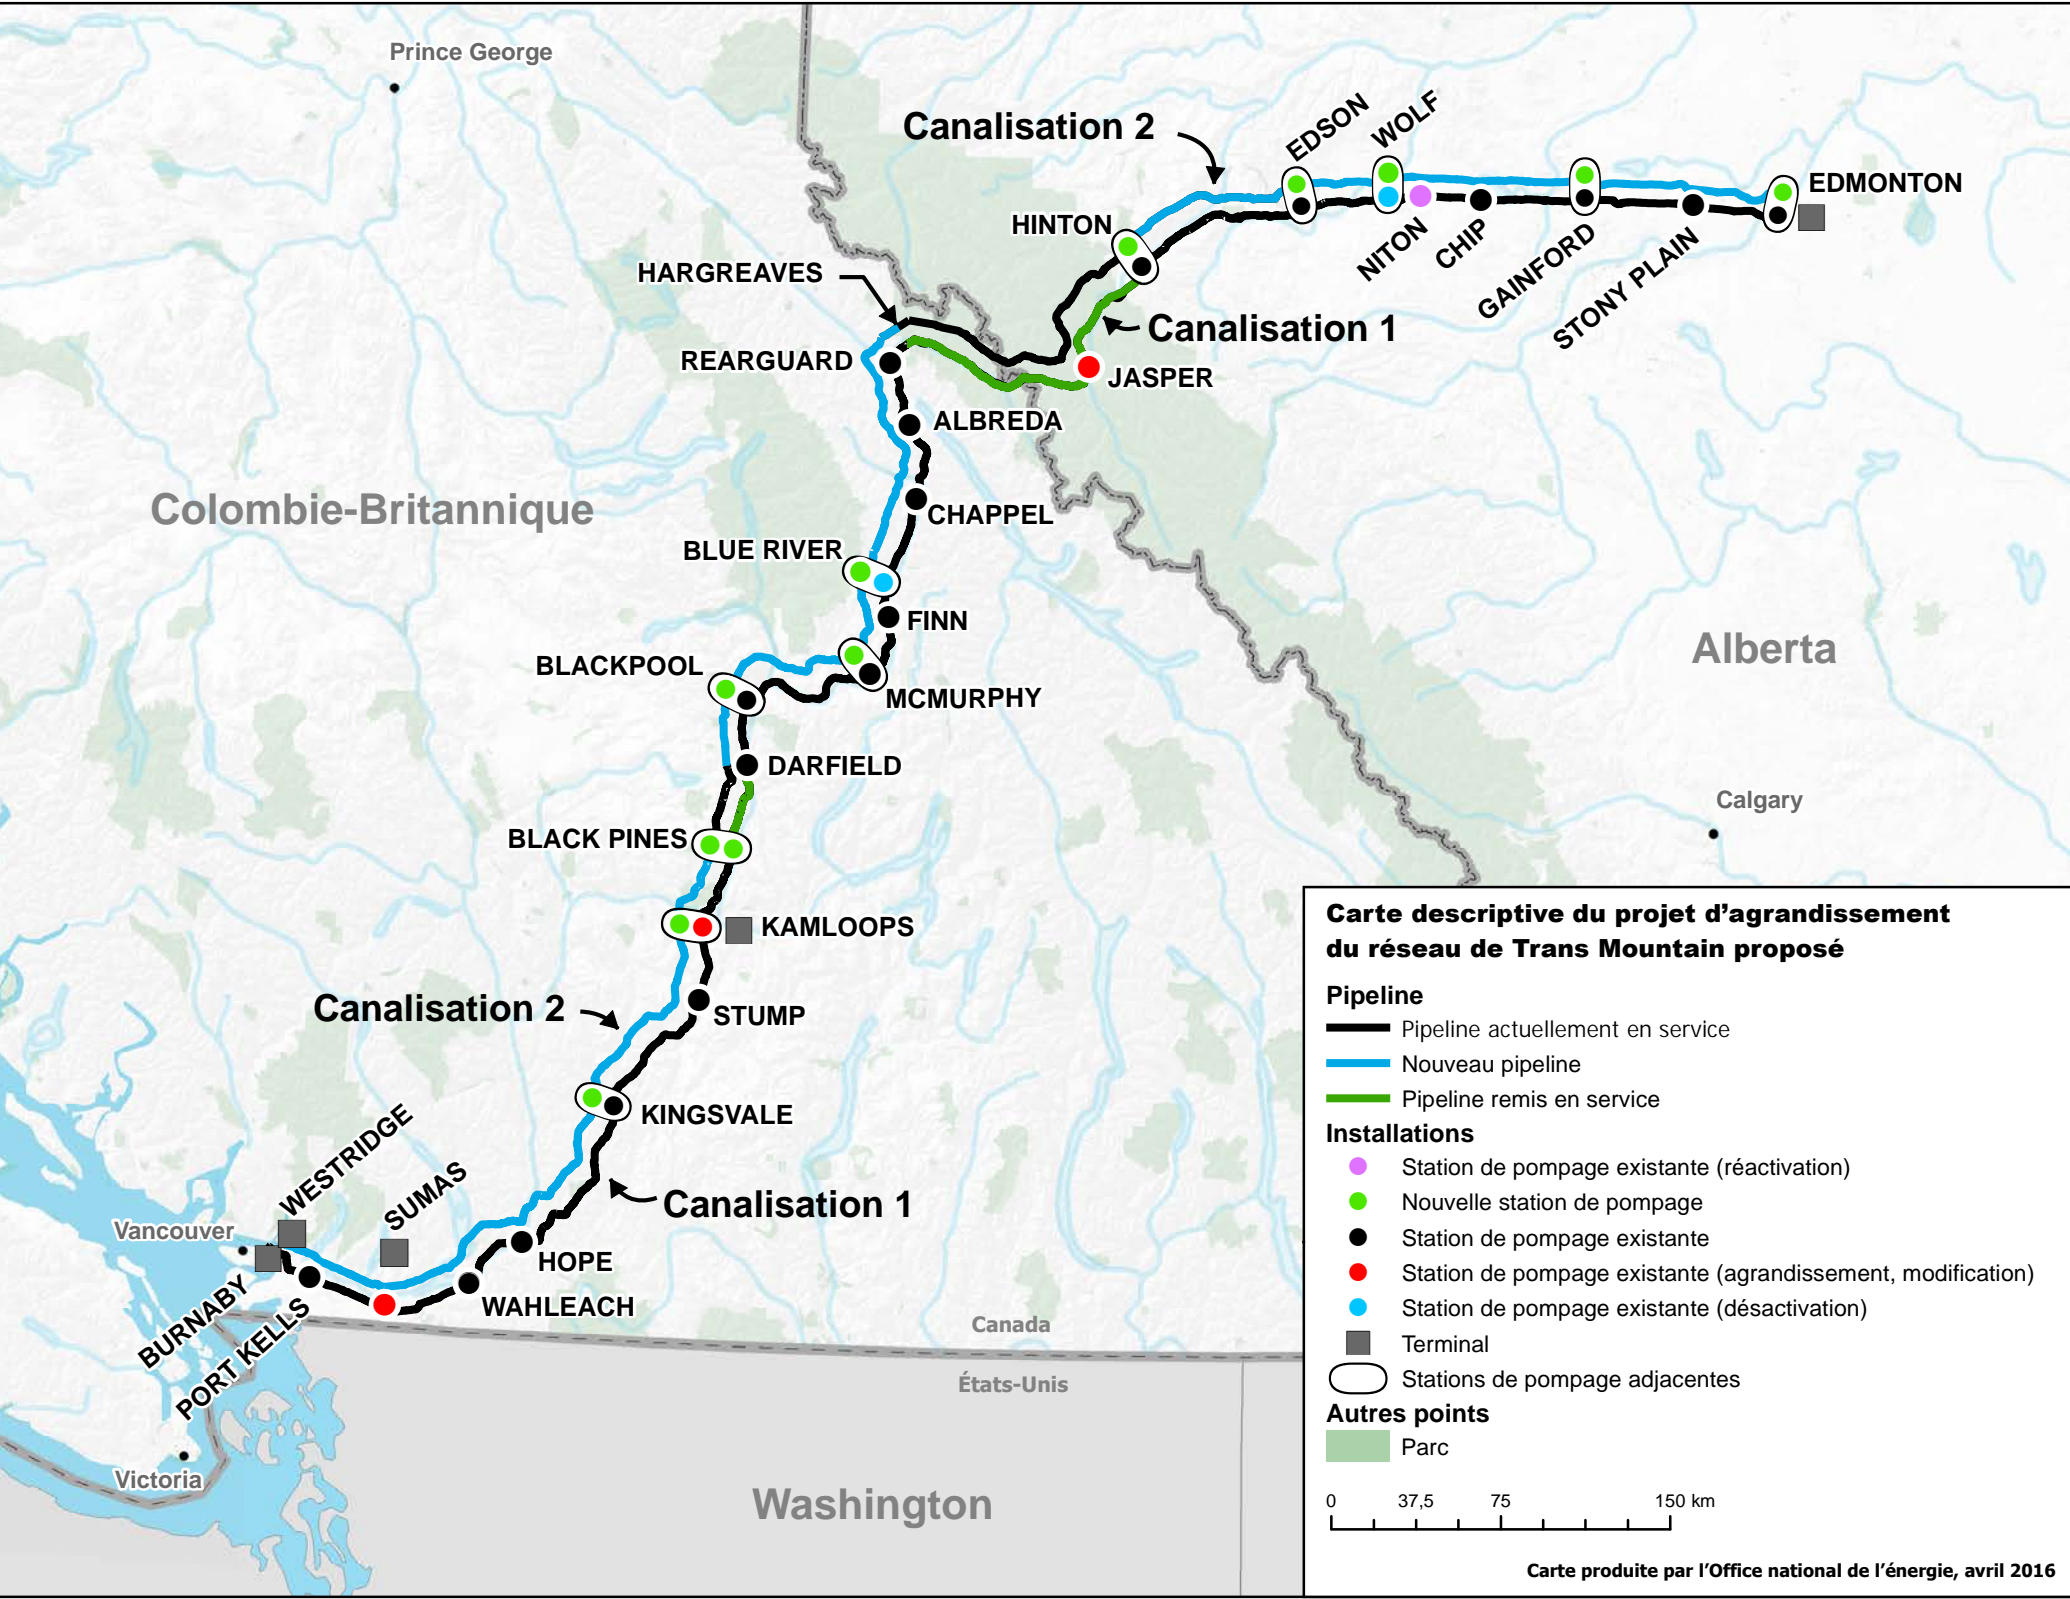 Prince George
Canalisation 2
EDSON
WOLF
EDMONTON
HINTON
NITON
CHIP
GAINFORD
STONY PLAIN
HARGREAVES
Canalisation 1
REARGUARD
JASPER
ALBREDA
Colombie-Britannique
CHAPPEL
BLUE RIVER
FINN
Alberta
BLACKPOOL
MCMURPHY
DARFIELD
Calgary
BLACK PINES
KAMLOOPS
Canalisation 2
STUMP
KINGSVALE
WESTRIDGE
SUMAS
Canalisation 1
Vancouver
HOPE
WAHLEACH
BURNABY
PORT KELLS
Canada
États-Unis
Victoria
Washington
Carte descriptive du projet d'agrandissement
du réseau de Trans Mountain proposé
Pipeline
Pipeline actuellement en service
Nouveau pipeline
Pipeline remis en service
Installations
Station de pompage existante (réactivation)
Nouvelle station de pompage
Station de pompage existante
Station de pompage existante (agrandissement, modification)
Station de pompage existante (désactivation)
Terminal
Stations de pompage adjacentes
Autres points
Parc
0 37,5 75 150 km
Carte produite par l'Office national de l'énergie, avril 2016